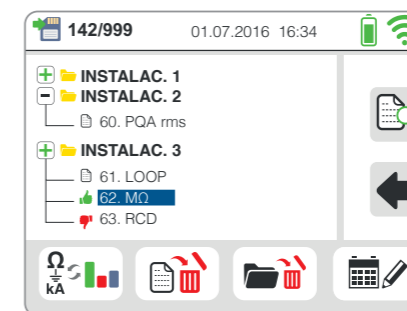 142/999 01.07.2016 16:34
INSTALAC. 1
INSTALAC. 2
60. PQA rms
INSTALAC. 3
61. LOOP
62. MΩ
63. RCD
Ω
kA